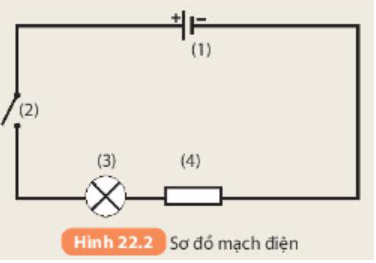 + −
(1)
(2)
(3) (4)
Hình 22.2 Sơ đồ mạch điện